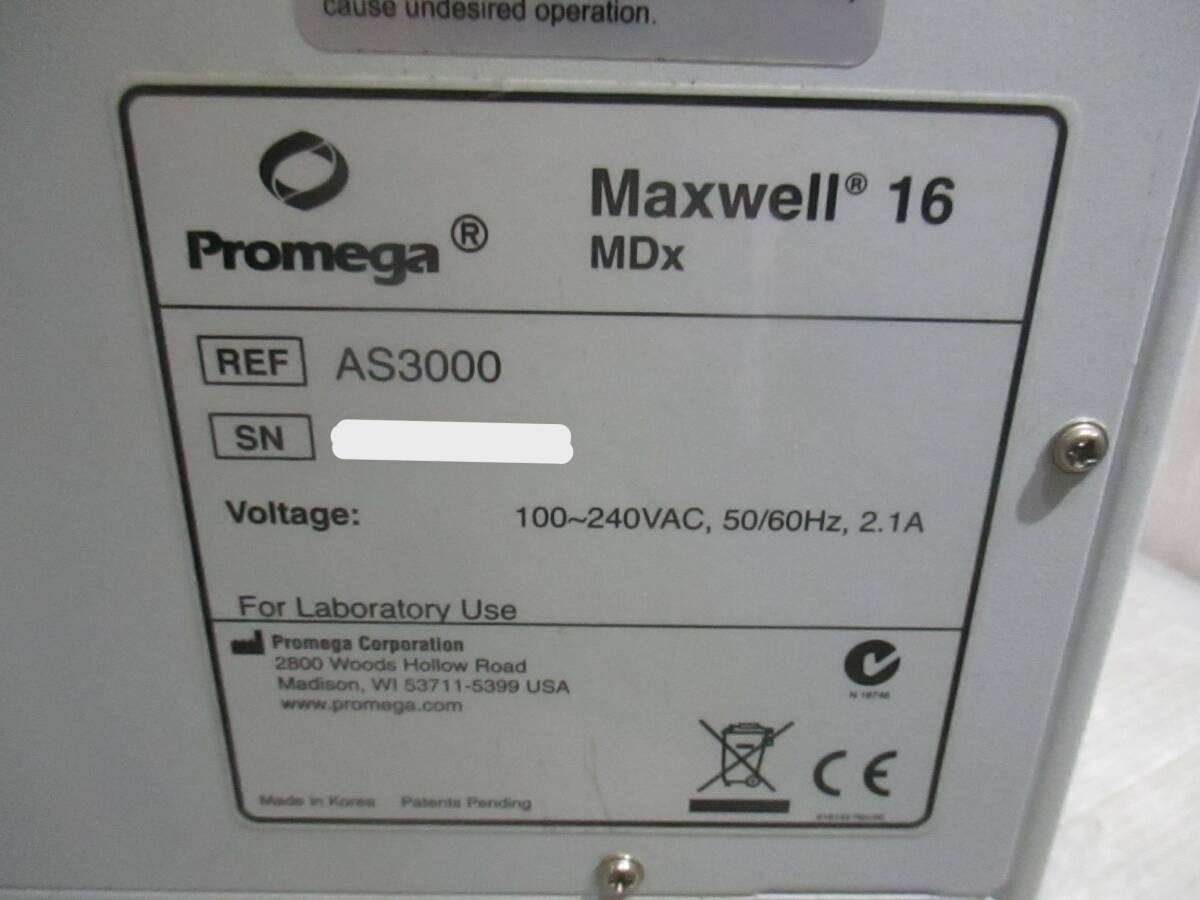 cause undesired operation.
Promega®
Maxwell® 16
MDx
REF AS3000
SN
Voltage: 100~240VAC, 50/60Hz, 2.1A
For Laboratory Use
Promega Corporation
2800 Woods Hollow Road
Madison, WI 53711-5399 USA
www.promega.com
CE
Made in Korea Patents Pending